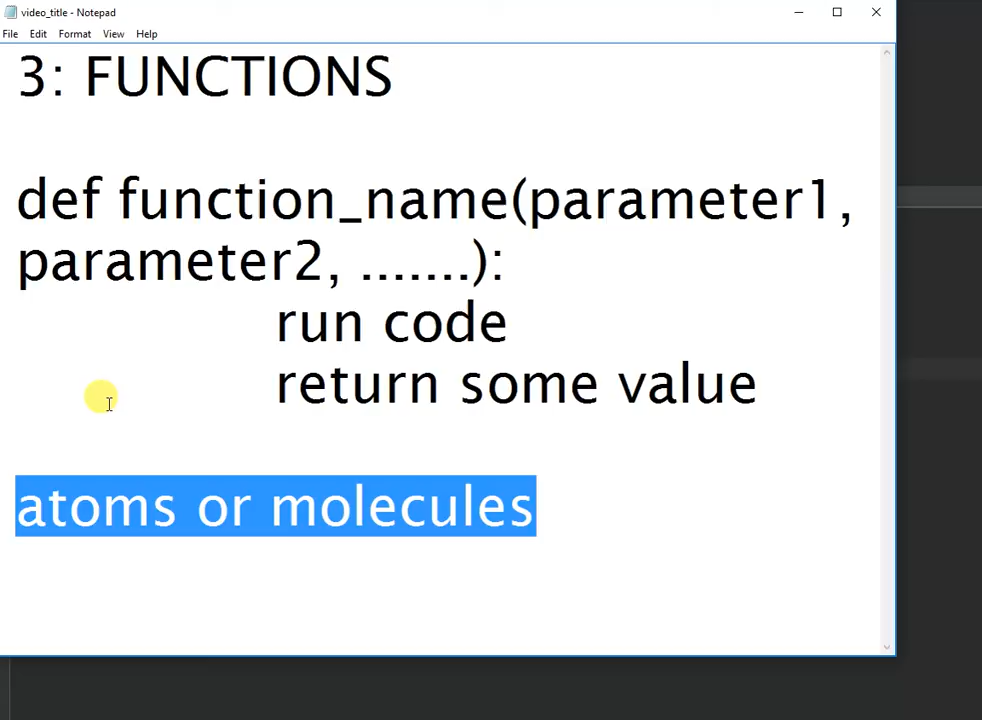 video_title - Notepad
File Edit Format View Help
3: FUNCTIONS
def function_name(parameter1,
parameter2, .......):
run code
return some value
atoms or molecules